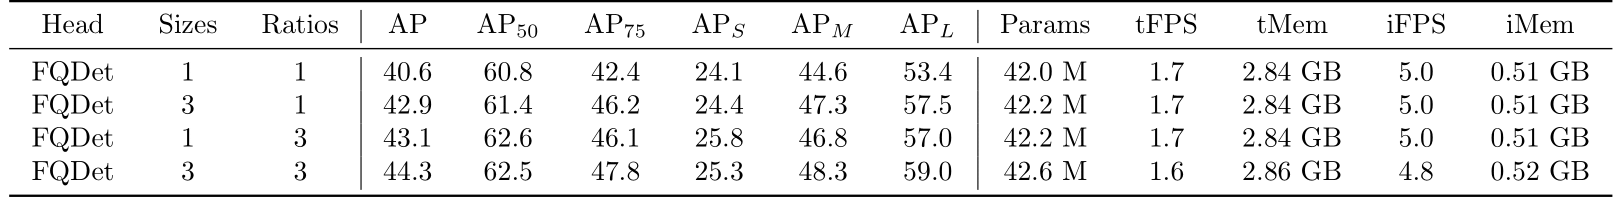 Head Sizes Ratios AP AP50 AP75 APS APM APL Params tFPS tMem iFPS iMem
FQDet 1 1 40.6 60.8 42.4 24.1 44.6 53.4 42.0 M 1.7 2.84 GB 5.0 0.51 GB
FQDet 3 1 42.9 61.4 46.2 24.4 47.3 57.5 42.2 M 1.7 2.84 GB 5.0 0.51 GB
FQDet 1 3 43.1 62.6 46.1 25.8 46.8 57.0 42.2 M 1.7 2.84 GB 5.0 0.51 GB
FQDet 3 3 44.3 62.5 47.8 25.3 48.3 59.0 42.6 M 1.6 2.86 GB 4.8 0.52 GB